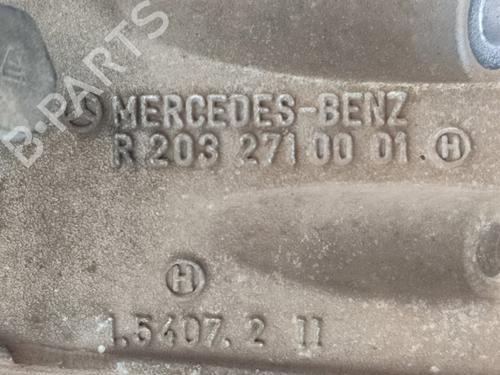 B-PARTS
MERCEDES-BENZ
R 203 271 00 01 H
H
1.5407.2 11